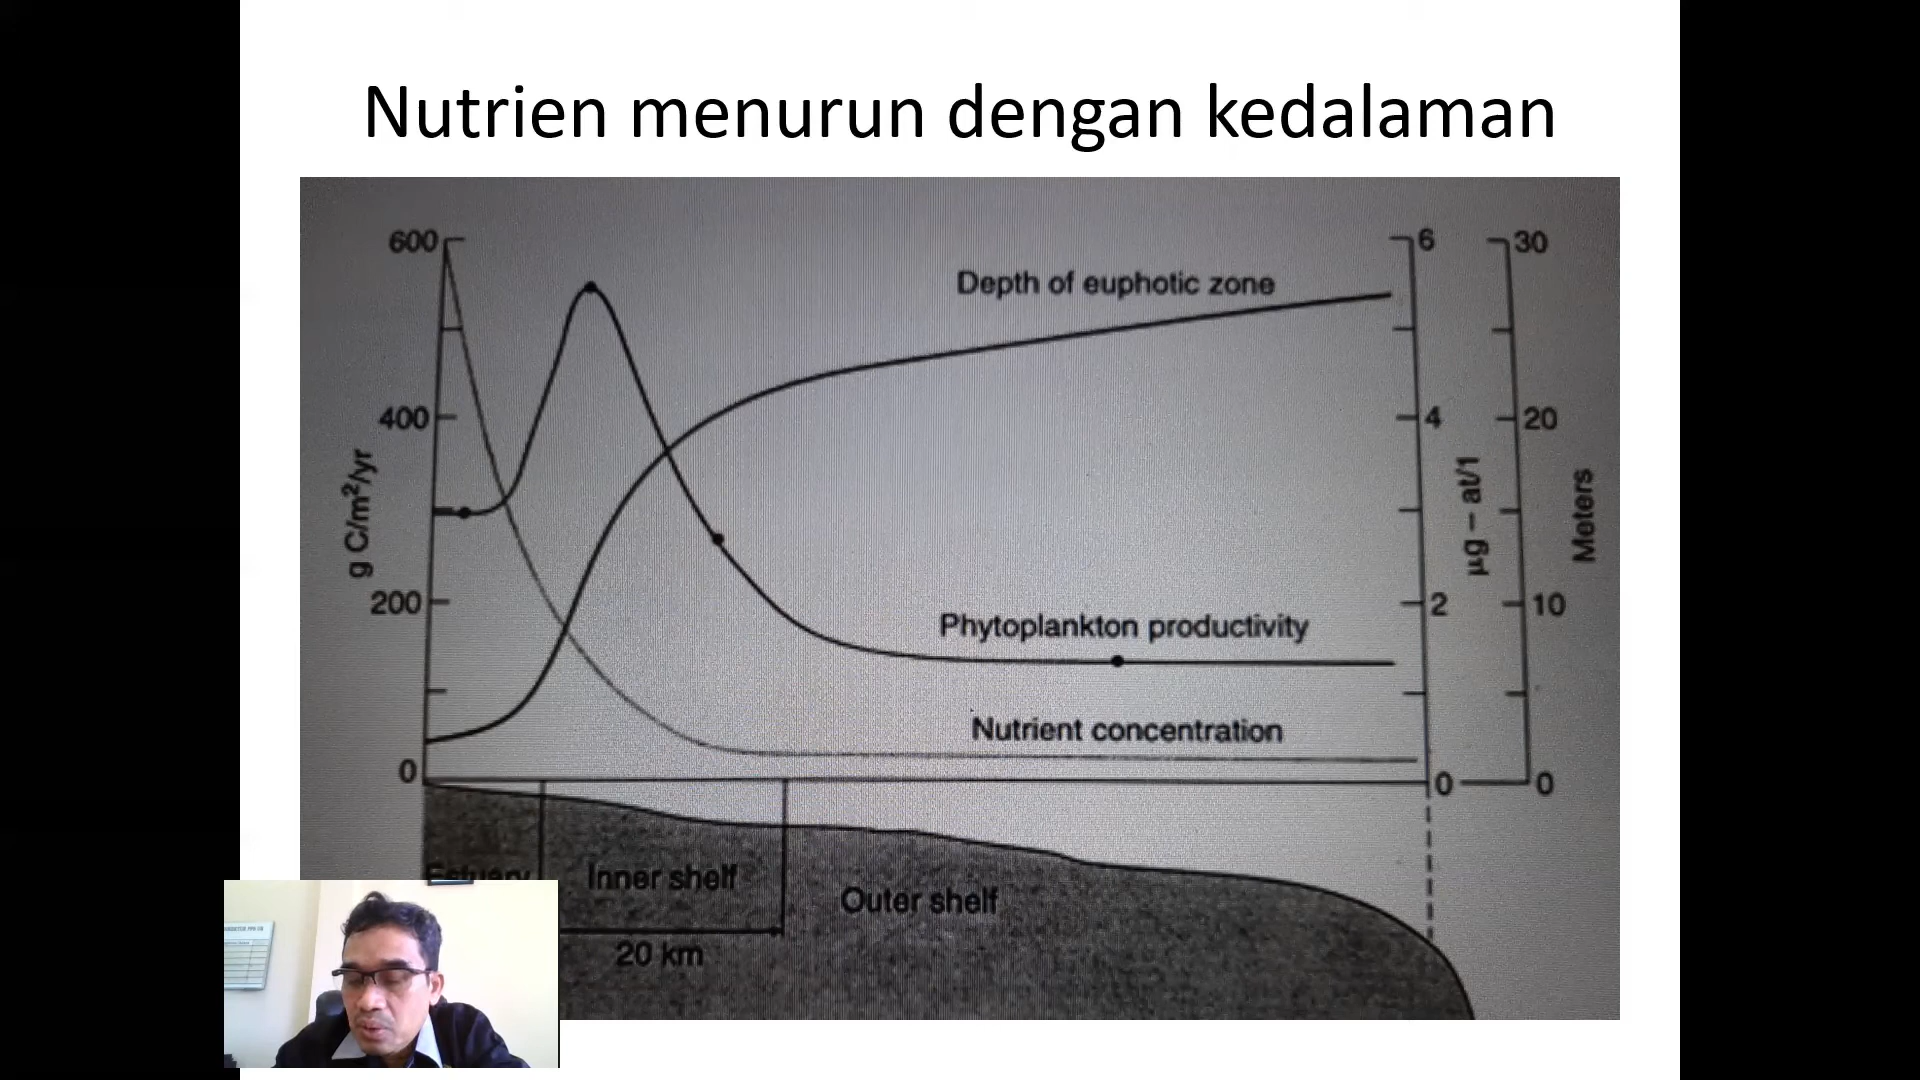 Nutrien menurun dengan kedalaman
600
400
200
0
g C/m²/yr
Depth of euphotic zone
Phytoplankton productivity
Nutrient concentration
6
4
2
0
µg – at/1
30
20
10
0
Meters
Estuary
Inner shelf
Outer shelf
20 km